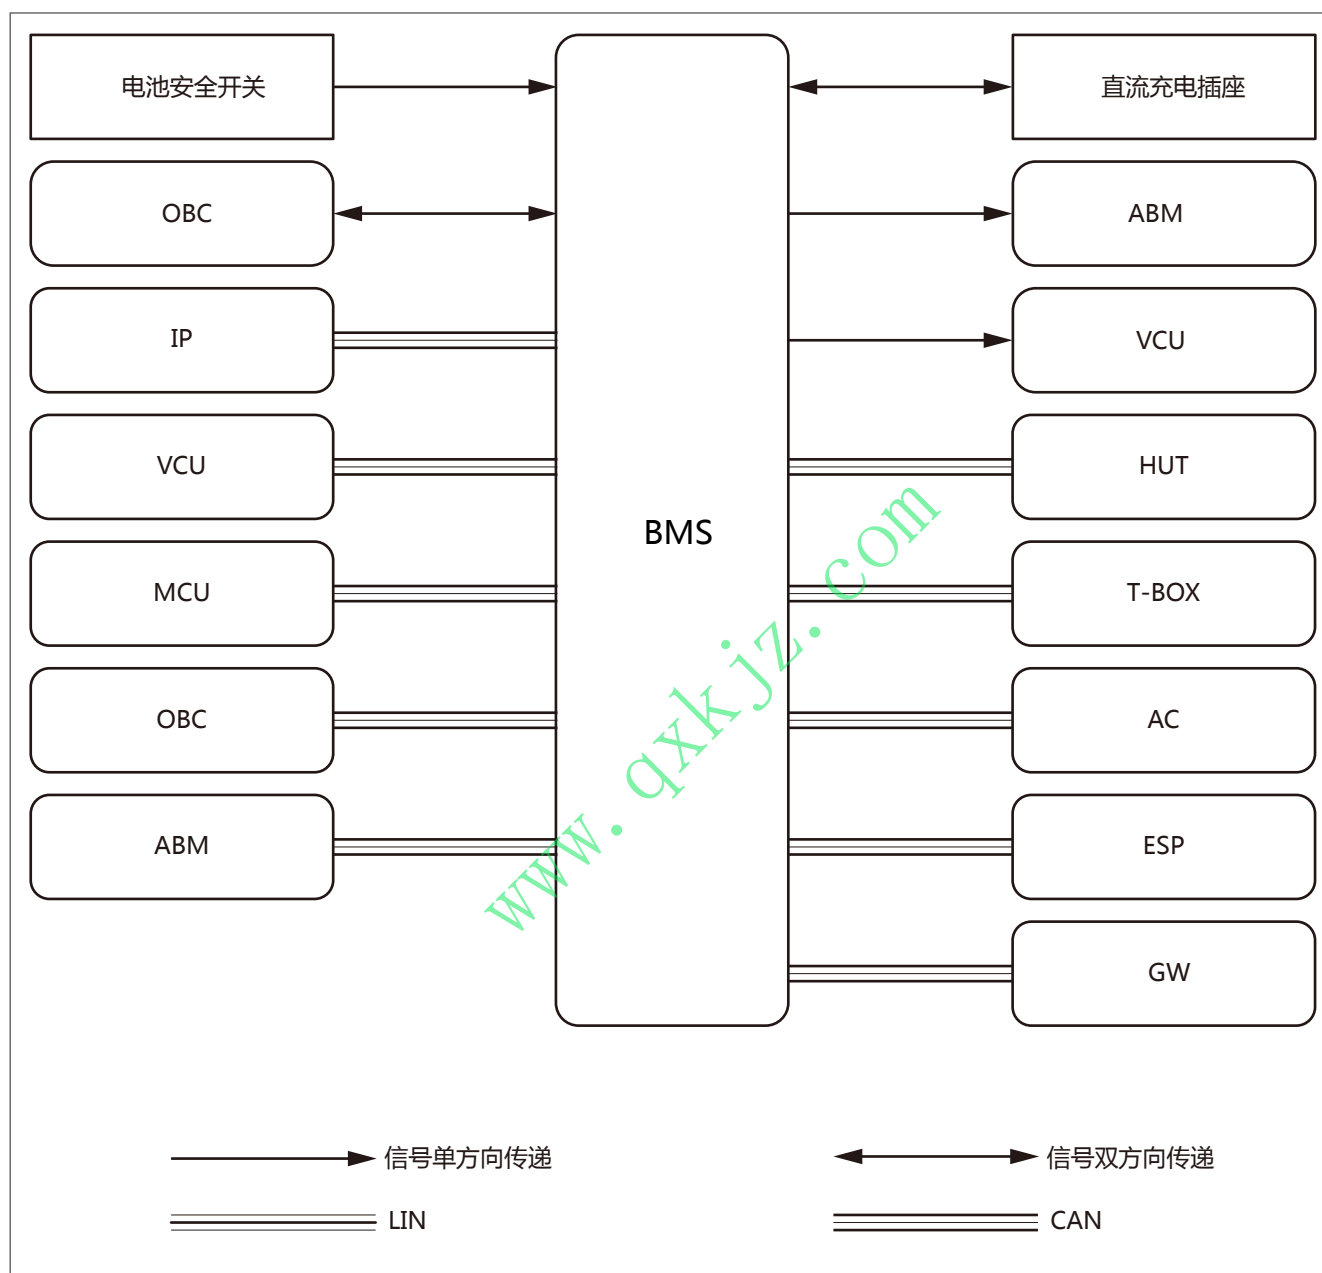 电池安全开关
直流充电插座
OBC
ABM
IP
VCU
VCU
HUT
BMS
MCU
T-BOX
OBC
AC
ABM
ESP
GW
www.qxkjz.com
信号单方向传递
信号双方向传递
LIN
CAN